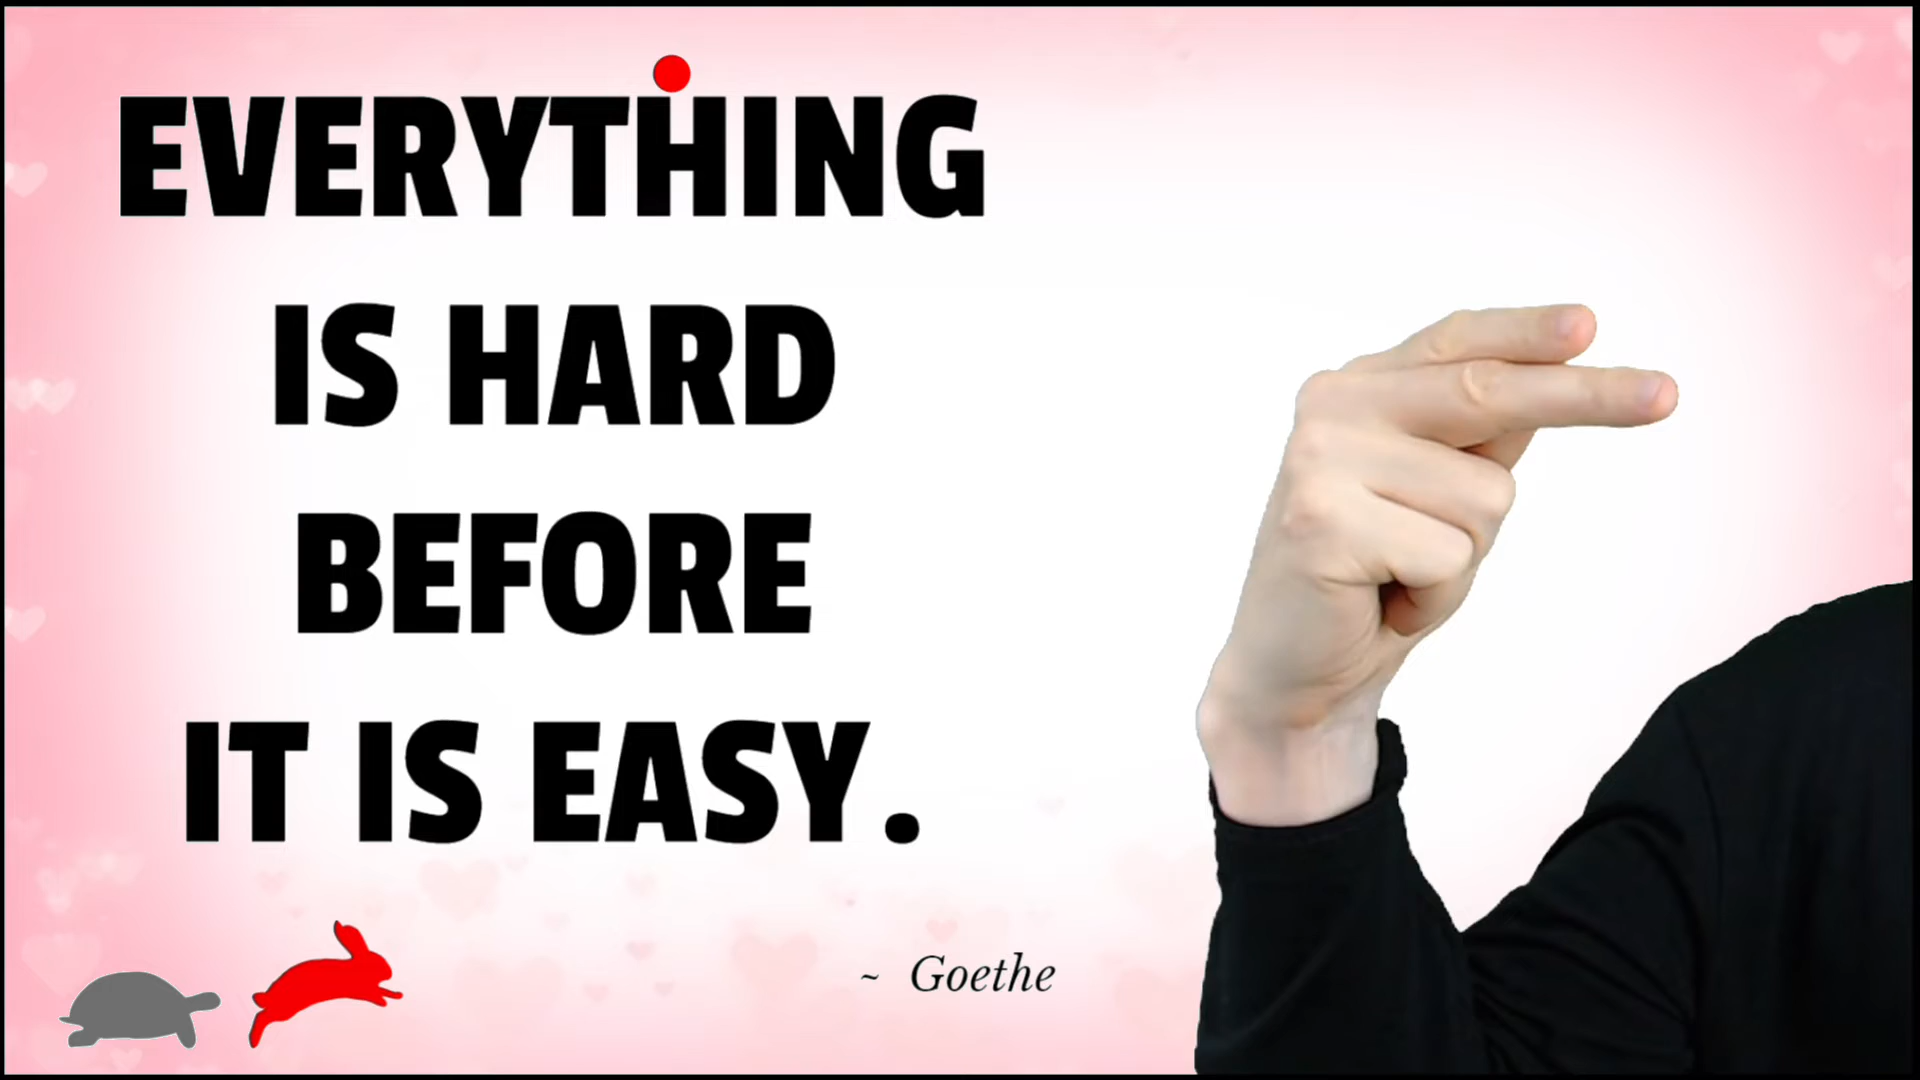 EVERYTHING
IS HARD
BEFORE
IT IS EASY.
~ Goethe